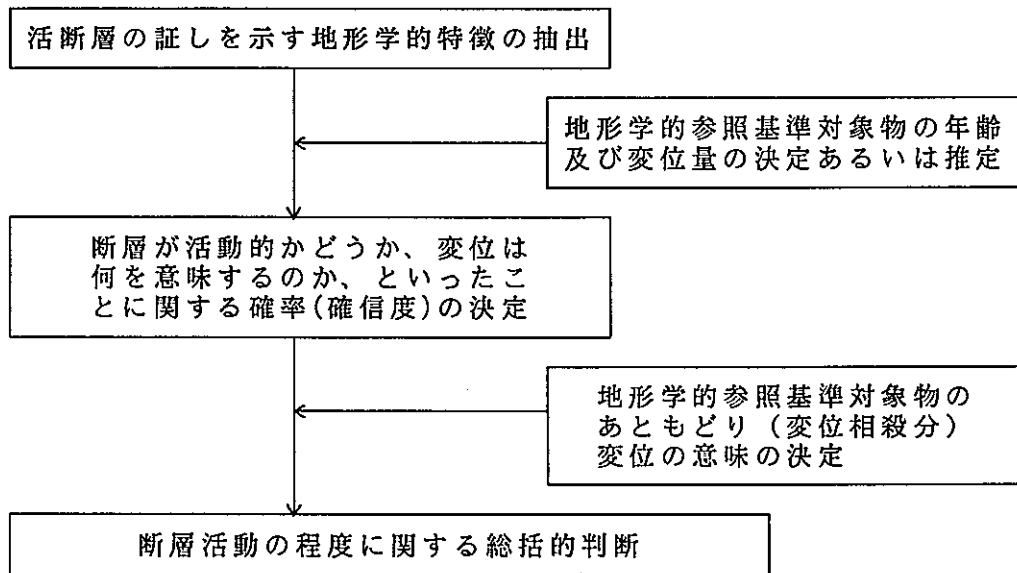 活断層の証しを示す地形学的特徴の抽出
地形学的参照基準対象物の年齢
及び変位量の決定あるいは推定
断層が活動的かどうか、変位は
何を意味するのか、といったこ
とに関する確率(確信度)の決定
地形学的参照基準対象物の
あともどり（変位相殺分）
変位の意味の決定
断層活動の程度に関する総括的判断